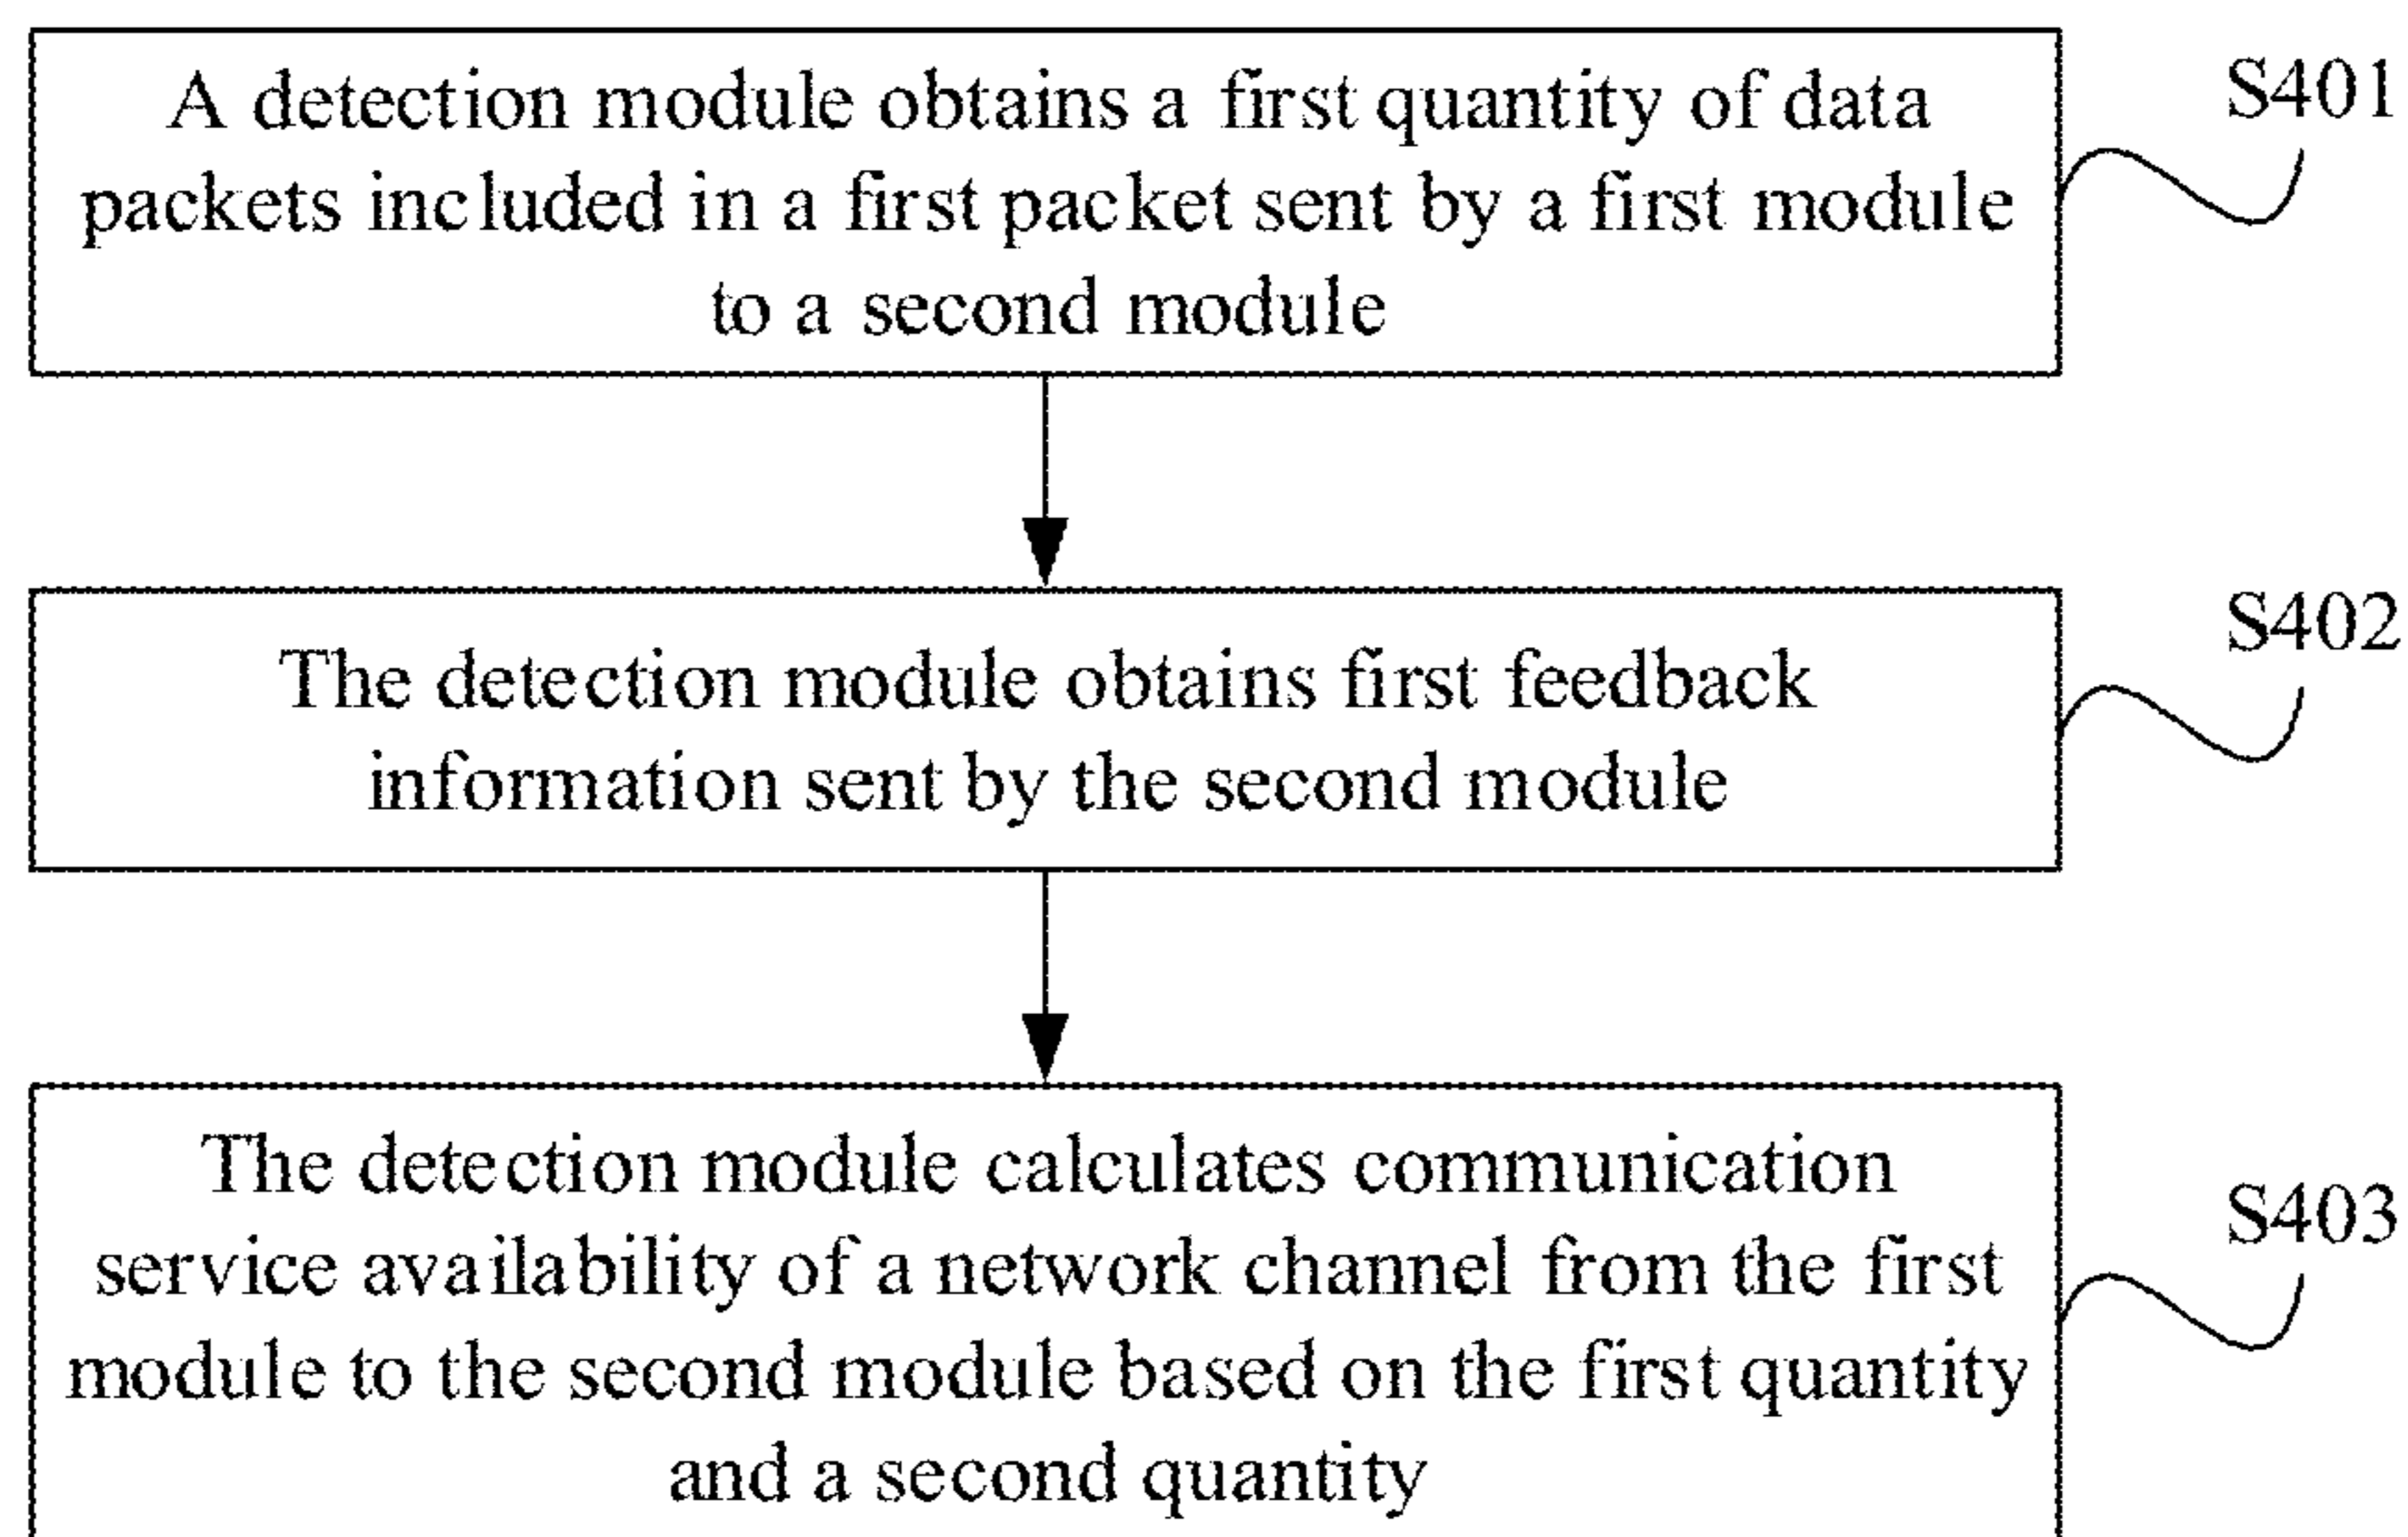 A detection module obtains a first quantity of data
packets included in a first packet sent by a first module
to a second module
S401
The detection module obtains first feedback
information sent by the second module
S402
The detection module calculates communication
service availability of a network channel from the first
module to the second module based on the first quantity
and a second quantity
S403